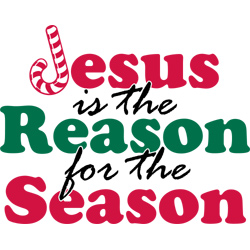 Jesus
is the
Reason
for the
Season